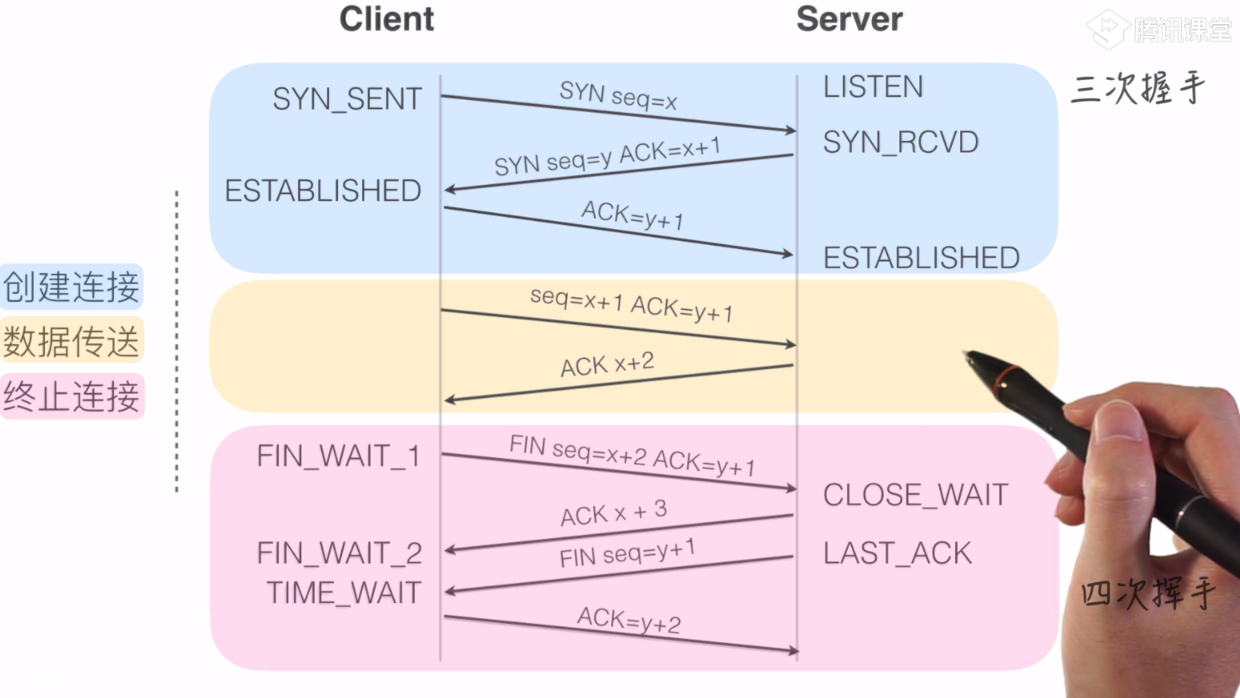 Client
Server
腾讯课堂
三次握手
SYN_SENT
SYN seq=x
LISTEN
SYN_RCVD
SYN seq=y ACK=x+1
ESTABLISHED
ACK=y+1
ESTABLISHED
创建连接
数据传送
终止连接
seq=x+1 ACK=y+1
ACK x+2
FIN_WAIT_1
FIN seq=x+2 ACK=y+1
CLOSE_WAIT
ACK x + 3
FIN_WAIT_2
FIN seq=y+1
LAST_ACK
TIME_WAIT
四次挥手
ACK=y+2